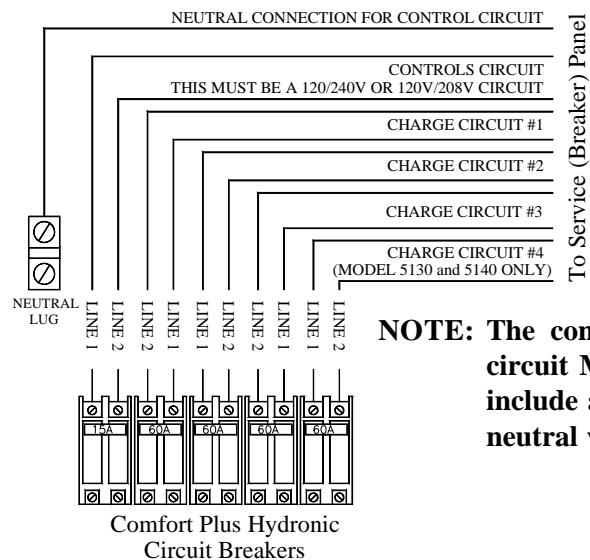 NEUTRAL CONNECTION FOR CONTROL CIRCUIT
CONTROLS CIRCUIT
THIS MUST BE A 120/240V OR 120V/208V CIRCUIT
CHARGE CIRCUIT #1
CHARGE CIRCUIT #2
CHARGE CIRCUIT #3
CHARGE CIRCUIT #4
(MODEL 5130 and 5140 ONLY)
To Service (Breaker) Panel
NEUTRAL
LUG
LINE 1
LINE 2
LINE 2
LINE 1
LINE 1
LINE 2
LINE 2
LINE 1
LINE 1
LINE 2
NOTE: The con
circuit M
include a
neutral
15A
60A
60A
60A
60A
Comfort Plus Hydronic
Circuit Breakers